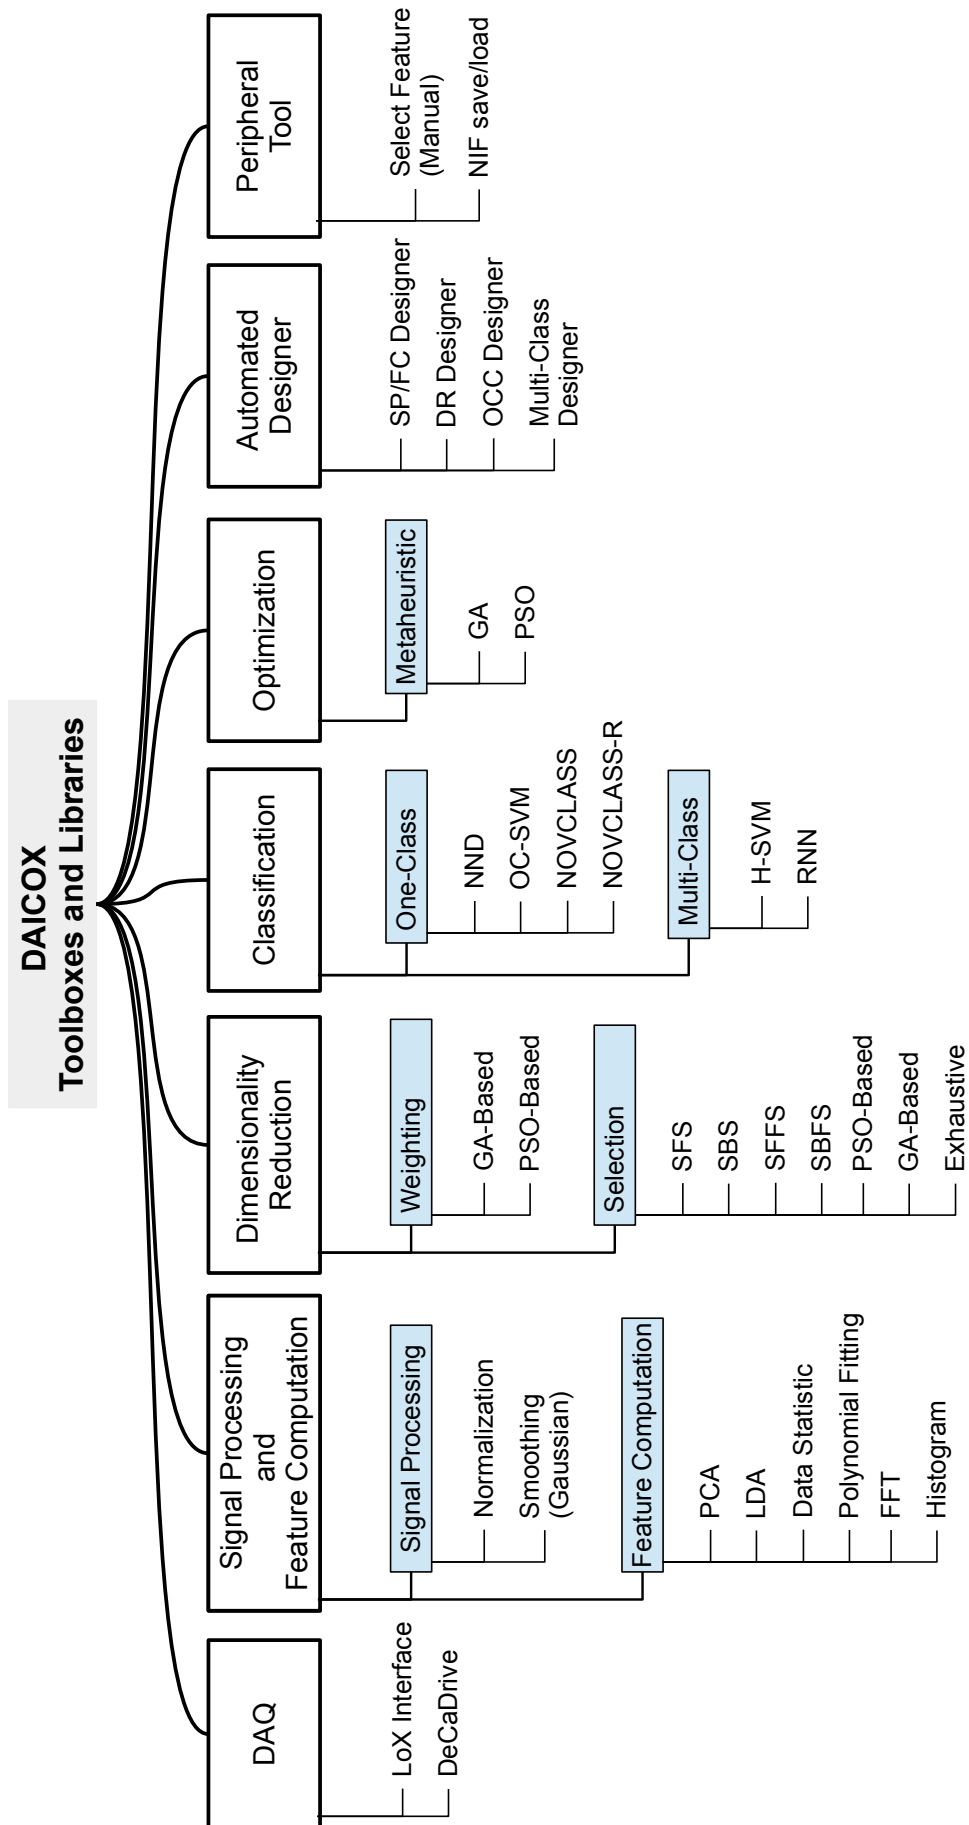 DAICOX
Toolboxes and Libraries
DAQ
LoX Interface
DeCaDrive
Signal Processing
and
Feature Computation
Signal Processing
Normalization
Smoothing
(Gaussian)
Feature Computation
PCA
LDA
Data Statistic
Polynomial Fitting
FFT
Histogram
Dimensionality
Reduction
Weighting
GA-Based
PSO-Based
Selection
SFS
SBS
SFFS
SBFS
PSO-Based
GA-Based
Exhaustive
Classification
One-Class
NND
OC-SVM
NOVCLASS
NOVCLASS-R
Multi-Class
H-SVM
RNN
Optimization
Metaheuristic
GA
PSO
Automated
Designer
SP/FC Designer
DR Designer
OCC Designer
Multi-Class
Designer
Peripheral
Tool
Select Feature
(Manual)
NIF save/load